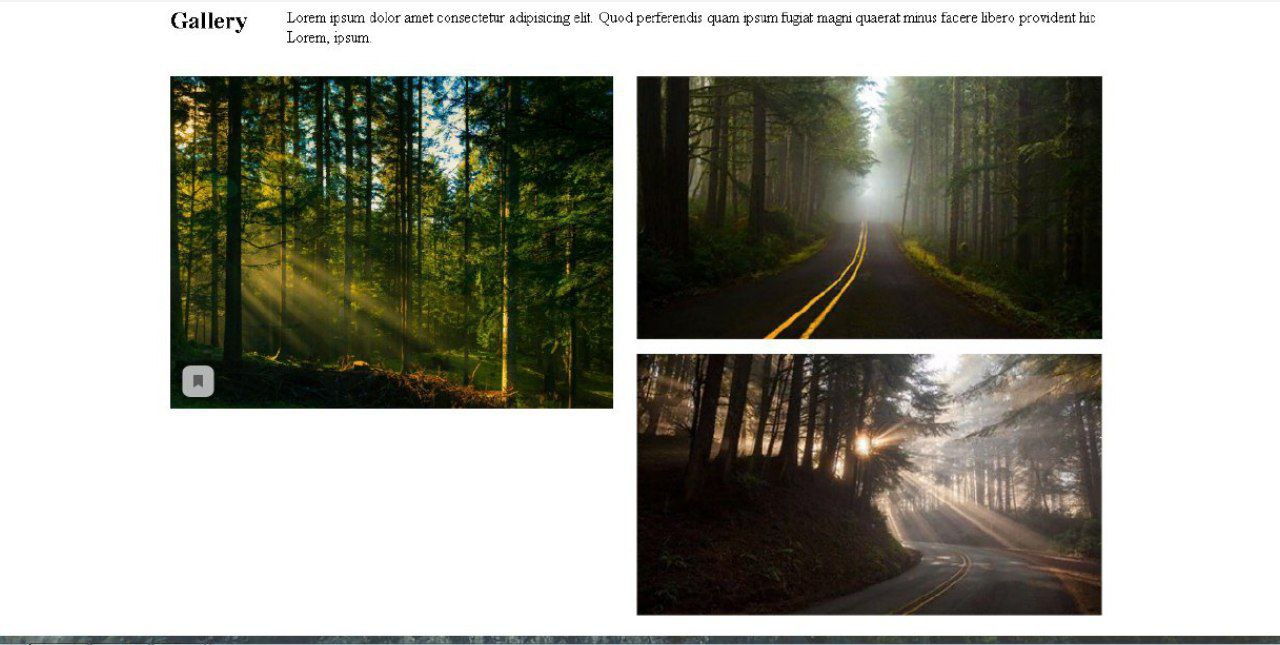 Gallery
Lorem ipsum dolor amet consectetur adipisicing elit. Quod perferendis quam ipsum fugiat magni quaerat minus facere libero provident hic
Lorem, ipsum.